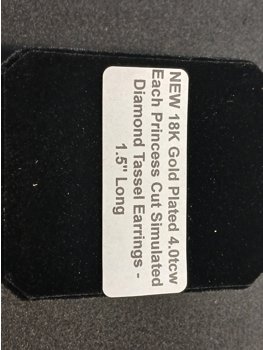 NEW 18K Gold Plated 4.0tcw
Each Princess Cut Simulated
Diamond Tassel Earrings -
1.5" Long